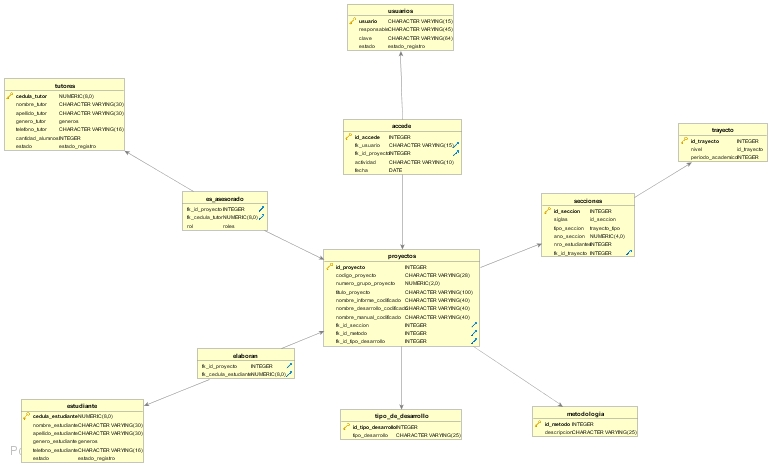 usuarios
usuario CHARACTER VARYING(15)
responsable CHARACTER VARYING(45)
clave CHARACTER VARYING(64)
estado estado_registro
tutores
cedula_tutor NUMERIC(8,0)
nombre_tutor CHARACTER VARYING(30)
apellido_tutor CHARACTER VARYING(30)
genero_tutor generos
telefono_tutor CHARACTER VARYING(16)
cantidad_alumnos INTEGER
estado estado_registro
accede
id_accede INTEGER
fk_usuario CHARACTER VARYING(15)
fk_id_proyecto INTEGER
actividad CHARACTER VARYING(10)
fecha DATE
trayecto
id_trayecto INTEGER
nivel id_trayecto
periodo_academico INTEGER
es_asesorado
fk_id_proyecto INTEGER
fk_cedula_tutor NUMERIC(8,0)
rol roles
secciones
id_seccion INTEGER
siglas id_seccion
tipo_seccion trayecto_tipo
ano_seccion NUMERIC(4,0)
nro_estudiantes INTEGER
fk_id_trayecto INTEGER
proyectos
id_proyecto INTEGER
codigo_proyecto CHARACTER VARYING(28)
numero_grupo_proyecto NUMERIC(2,0)
titulo_proyecto CHARACTER VARYING(100)
nombre_informe_codificado CHARACTER VARYING(40)
nombre_desarrollo_codificado CHARACTER VARYING(40)
nombre_manual_codificado CHARACTER VARYING(40)
fk_id_seccion INTEGER
fk_id_metodo INTEGER
fk_id_tipo_desarrollo INTEGER
elaboran
fk_id_proyecto INTEGER
fk_cedula_estudiante NUMERIC(8,0)
estudiante
cedula_estudiante NUMERIC(8,0)
nombre_estudiante CHARACTER VARYING(30)
apellido_estudiante CHARACTER VARYING(30)
genero_estudiante generos
telefono_estudiante CHARACTER VARYING(16)
estado estado_registro
tipo_de_desarrollo
id_tipo_desarrollo INTEGER
tipo_desarrollo CHARACTER VARYING(25)
metodologia
id_metodo INTEGER
descripcion CHARACTER VARYING(25)